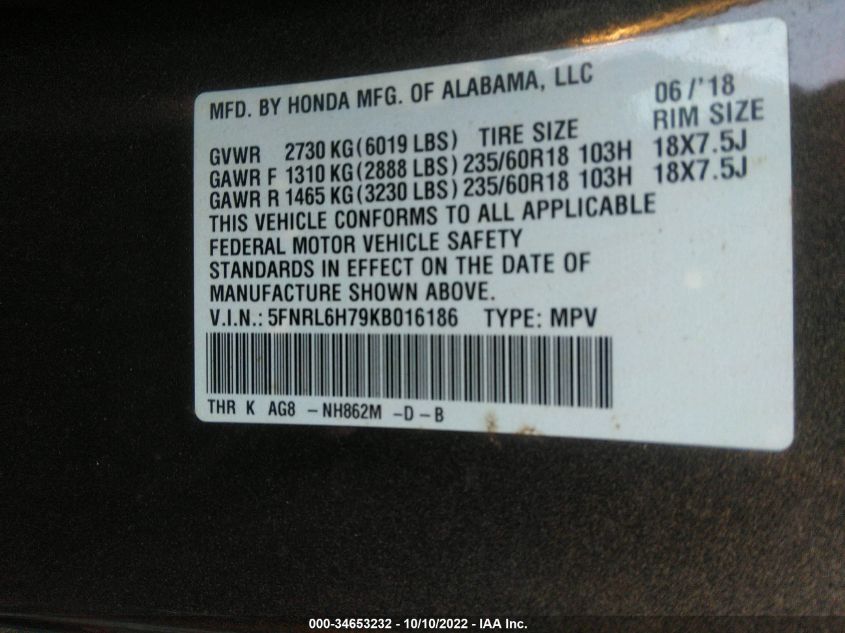 MFD. BY HONDA MFG. OF ALABAMA, LLC 06/'18
RIM SIZE
GVWR 2730 KG (6019 LBS) TIRE SIZE
GAWR F 1310 KG (2888 LBS) 235/60R18 103H 18X7.5J
GAWR R 1465 KG (3230 LBS) 235/60R18 103H 18X7.5J
THIS VEHICLE CONFORMS TO ALL APPLICABLE
FEDERAL MOTOR VEHICLE SAFETY
STANDARDS IN EFFECT ON THE DATE OF
MANUFACTURE SHOWN ABOVE.
V.I.N.: 5FNRL6H79KB016186 TYPE: MPV
THR K AG8 -NH862M -D-B
000-34653232 - 10/10/2022 - IAA Inc.